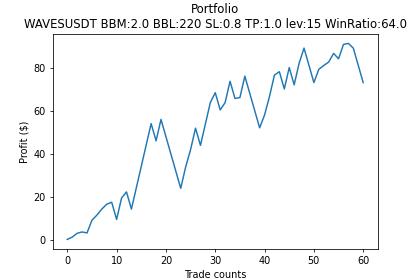 Portfolio
WAVESUSDT BBM:2.0 BBL:220 SL:0.8 TP:1.0 lev:15 WinRatio:64.0
80
60
40
20
0
Profit ($)
0 10 20 30 40 50 60
Trade counts